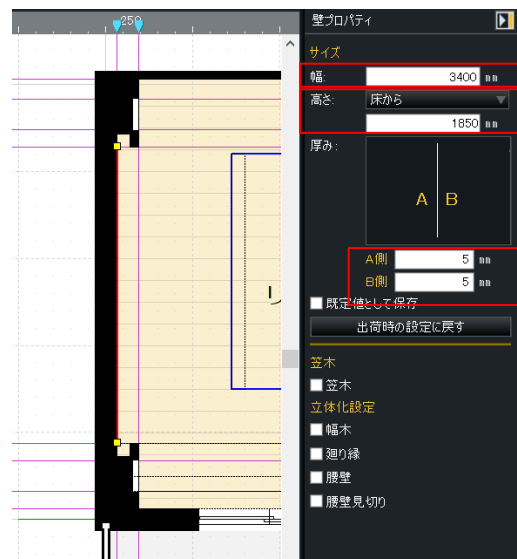 250
壁プロパティ
サイズ
幅: 3400 mm
高さ: 床から
1850 mm
厚み:
A B
A側 5 mm
B側 5 mm
既定値として保存
出荷時の設定に戻す
笠木
笠木
立体化設定
幅木
廻り縁
腰壁
腰壁見切り